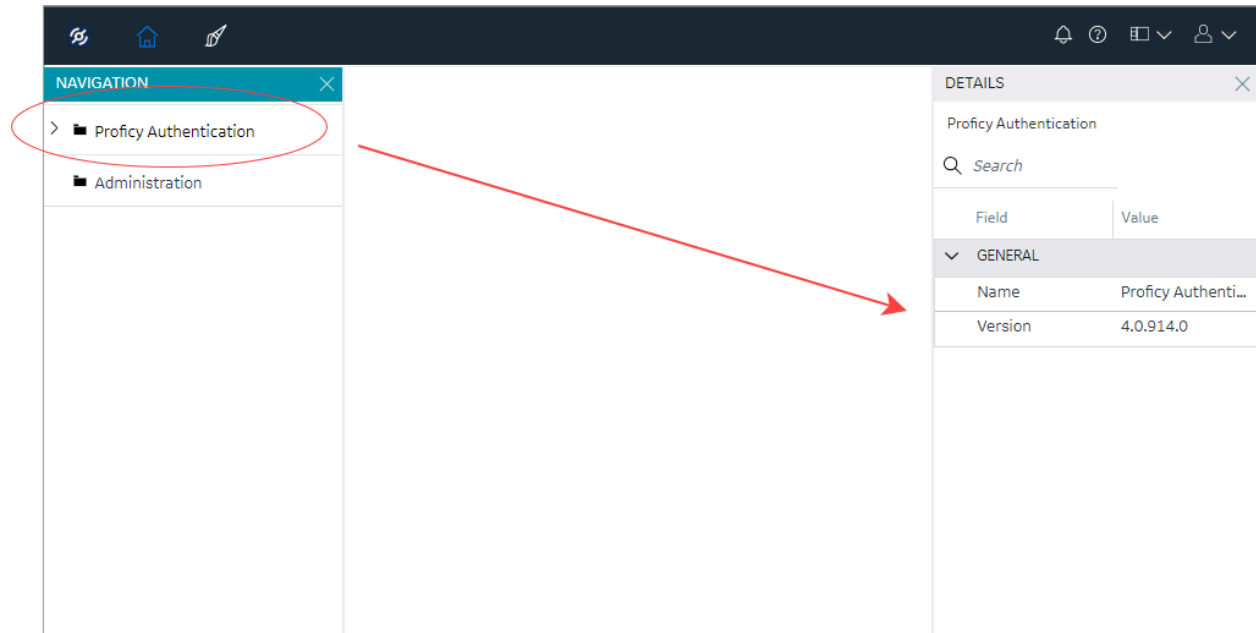 NAVIGATION
Proficy Authentication
Administration
DETAILS
Proficy Authentication
Search
Field Value
GENERAL
Name Proficy Authenti...
Version 4.0.914.0